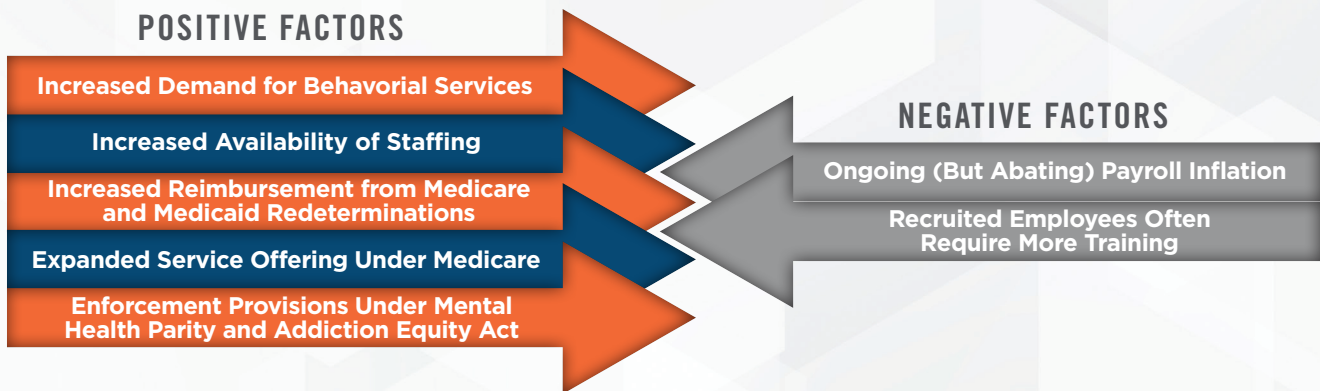 POSITIVE FACTORS
Increased Demand for Behavorial Services
Increased Availability of Staffing
Increased Reimbursement from Medicare
and Medicaid Redeterminations
Expanded Service Offering Under Medicare
Enforcement Provisions Under Mental
Health Parity and Addiction Equity Act
NEGATIVE FACTORS
Ongoing (But Abating) Payroll Inflation
Recruited Employees Often
Require More Training